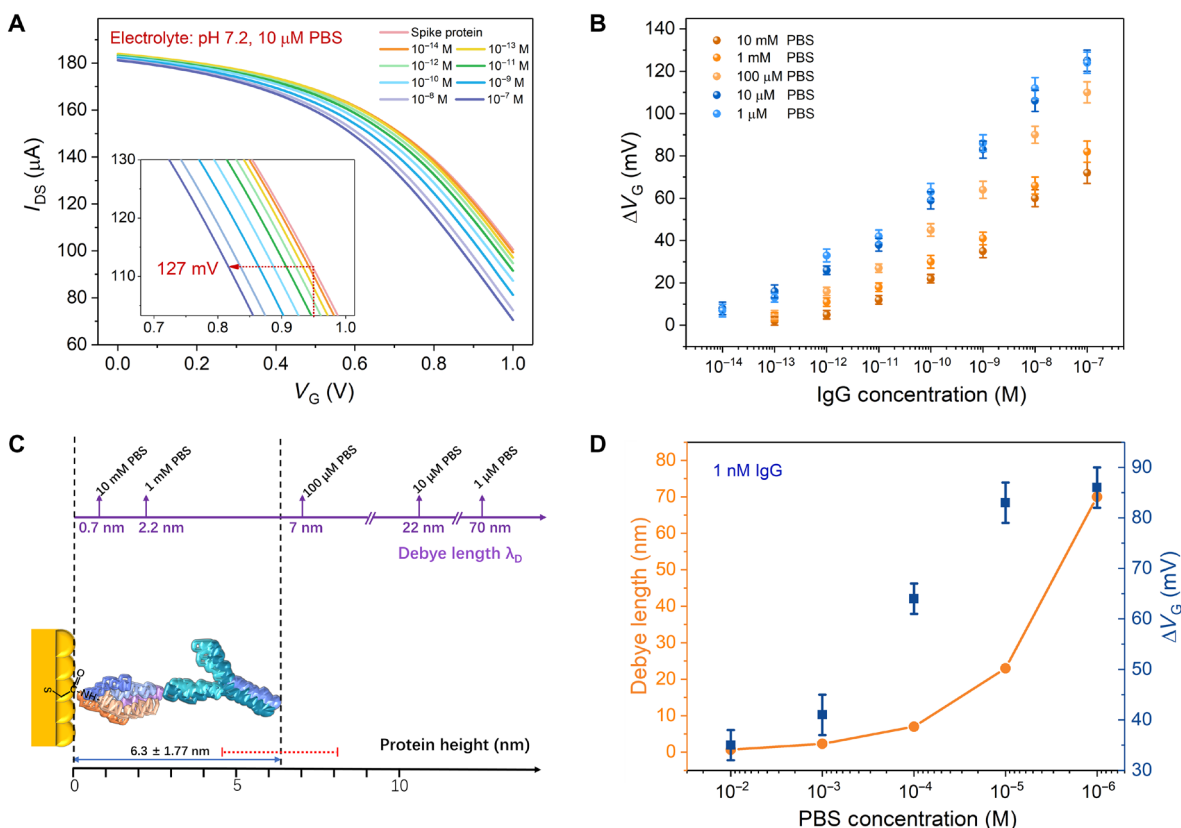 A
Electrolyte: pH 7.2, 10 μM PBS
Spike protein
10⁻¹⁴ M
10⁻¹³ M
10⁻¹² M
10⁻¹¹ M
10⁻¹⁰ M
10⁻⁹ M
10⁻⁸ M
10⁻⁷ M
180
160
140
120
100
80
60
I_DS (μA)
130
120
110
127 mV
0.7 0.8 0.9 1.0
0.0 0.2 0.4 0.6 0.8 1.0
V_G (V)
B
10 mM PBS
1 mM PBS
100 μM PBS
10 μM PBS
1 μM PBS
140
120
100
80
60
40
20
0
ΔV_G (mV)
10⁻¹⁴ 10⁻¹³ 10⁻¹² 10⁻¹¹ 10⁻¹⁰ 10⁻⁹ 10⁻⁸ 10⁻⁷
IgG concentration (M)
C
10 mM PBS
1 mM PBS
100 μM PBS
10 μM PBS
1 μM PBS
0.7 nm 2.2 nm 7 nm 22 nm 70 nm
Debye length λ_D
S
C
O
NH
6.3 ± 1.77 nm
Protein height (nm)
0 5 10
D
1 nM IgG
80
70
60
50
40
30
20
10
0
Debye length (nm)
90
80
70
60
50
40
30
ΔV_G (mV)
10⁻² 10⁻³ 10⁻⁴ 10⁻⁵ 10⁻⁶
PBS concentration (M)